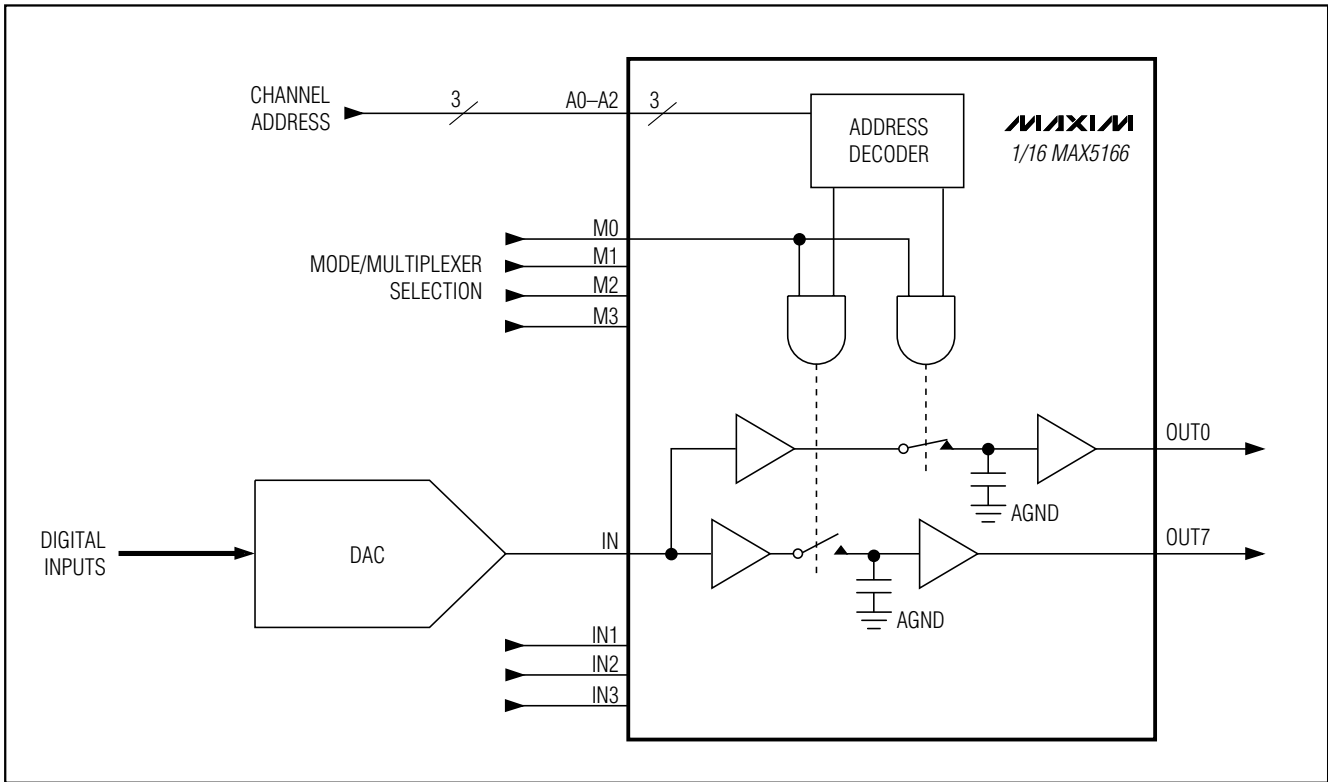 CHANNEL
ADDRESS
3
A0–A2
3
ADDRESS
DECODER
MAXIM
1/16 MAX5166
M0
M1
M2
M3
MODE/MULTIPLEXER
SELECTION
OUT0
AGND
DIGITAL
INPUTS
DAC
IN
OUT7
AGND
IN1
IN2
IN3